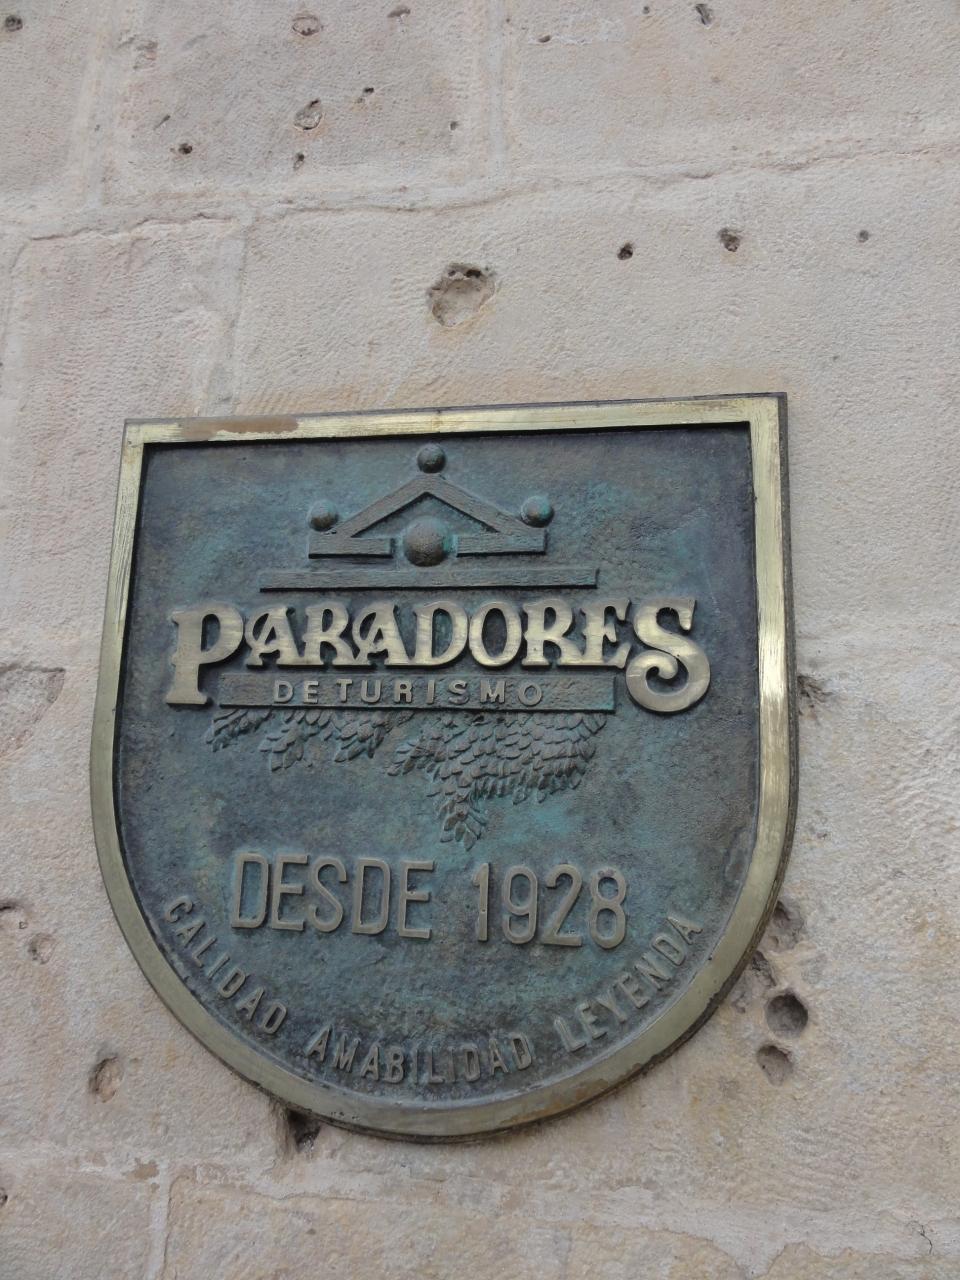 PARADORES
DE TURISMO
DESDE 1928
CALIDAD AMABILIDAD LEYENDA